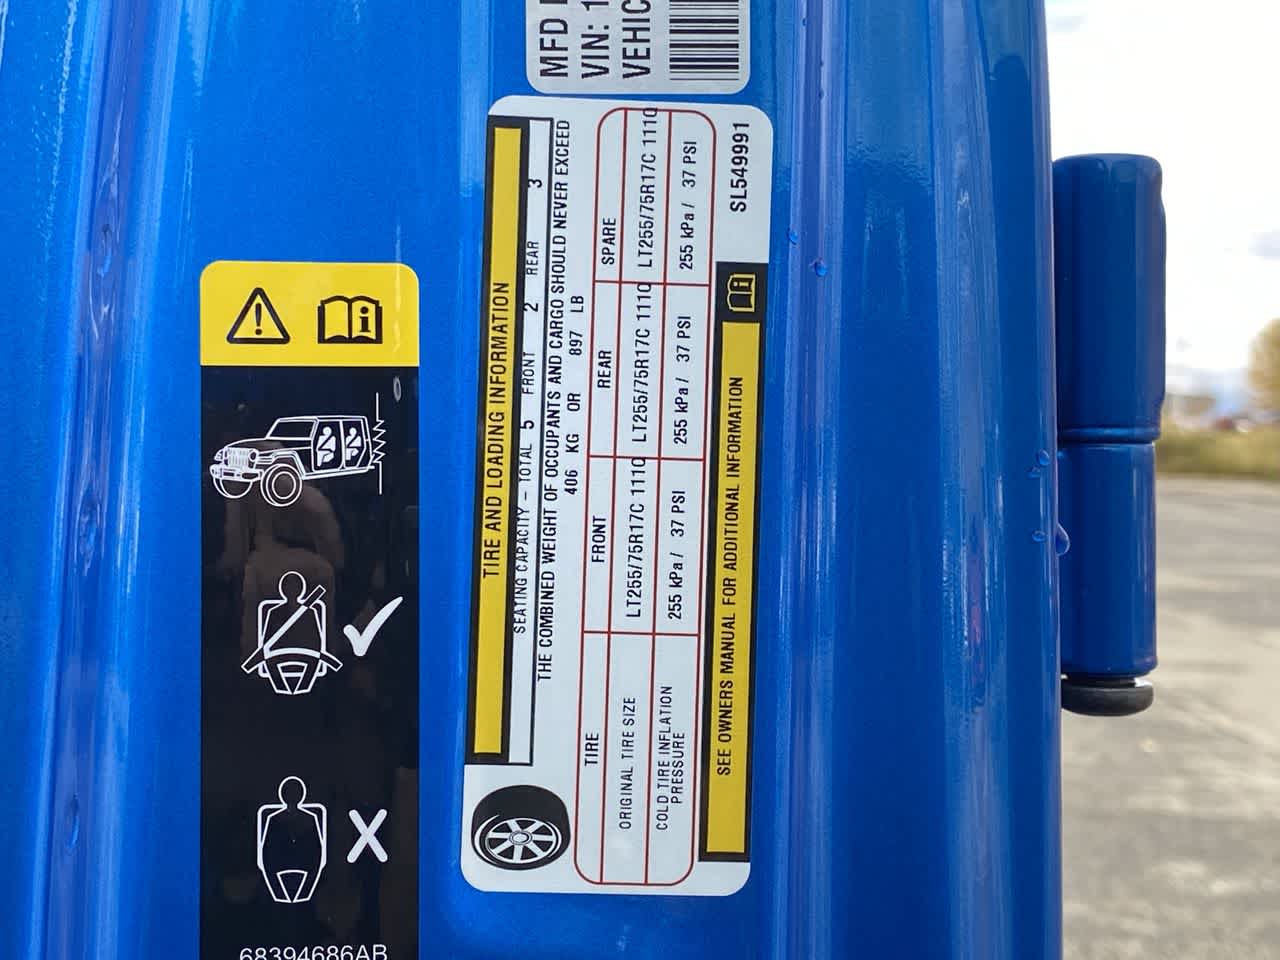 MFD
VIN: 1
VEHIC
TIRE AND LOADING INFORMATION
SEATING CAPACITY – TOTAL 5 FRONT 2 REAR 3
THE COMBINED WEIGHT OF OCCUPANTS AND CARGO SHOULD NEVER EXCEED
406 KG OR 897 LB
TIRE FRONT REAR SPARE
ORIGINAL TIRE SIZE LT255/75R17C 111Q LT255/75R17C 111Q LT255/75R17C 111Q
COLD TIRE INFLATION PRESSURE 255 kPa / 37 PSI 255 kPa / 37 PSI 255 kPa / 37 PSI
SEE OWNERS MANUAL FOR ADDITIONAL INFORMATION
SL549991
68394686AB